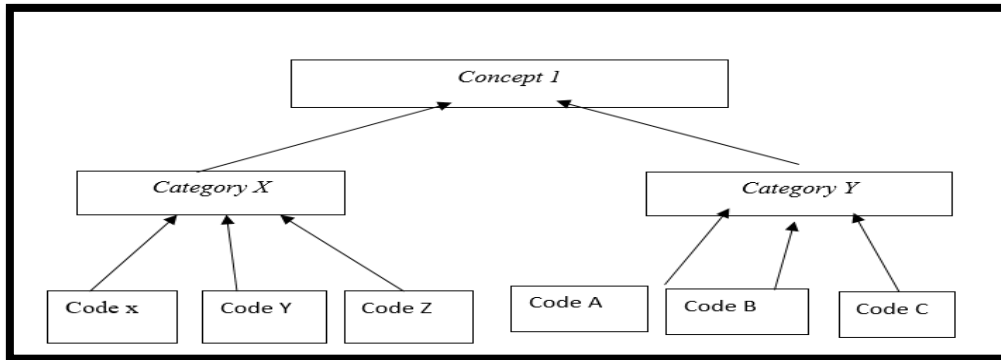 Concept 1
Category X
Category Y
Code x
Code Y
Code Z
Code A
Code B
Code C